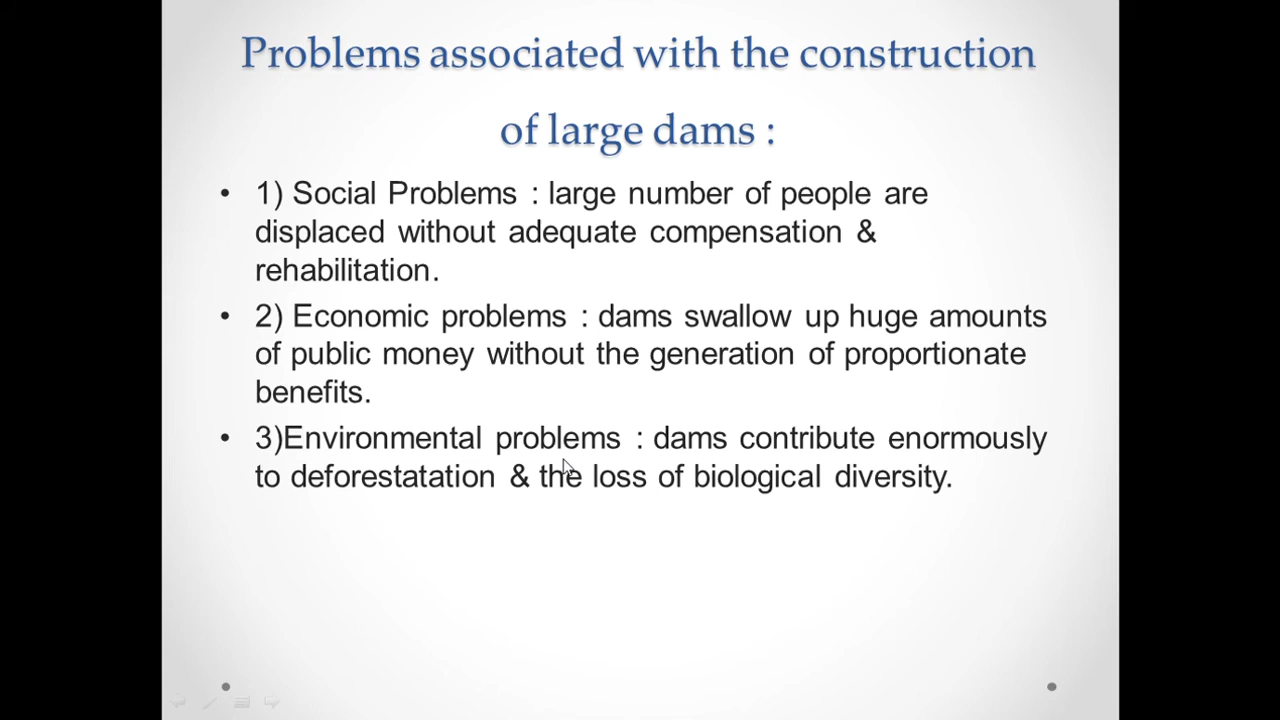 Problems associated with the construction
of large dams :
• 1) Social Problems : large number of people are
displaced without adequate compensation &
rehabilitation.
• 2) Economic problems : dams swallow up huge amounts
of public money without the generation of proportionate
benefits.
• 3)Environmental problems : dams contribute enormously
to deforestatation & the loss of biological diversity.